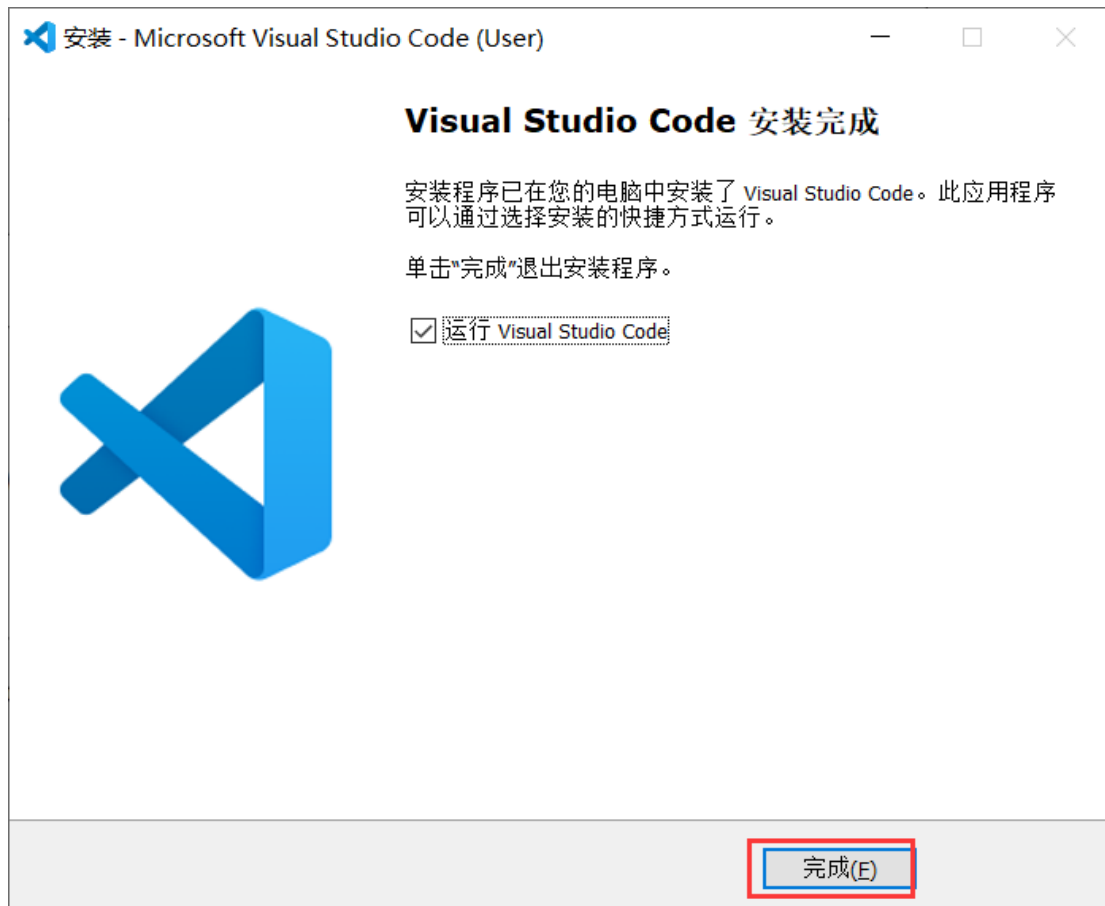 安装 - Microsoft Visual Studio Code (User)
Visual Studio Code 安装完成
安装程序已在您的电脑中安装了 Visual Studio Code。此应用程序
可以通过选择安装的快捷方式运行。
单击“完成”退出安装程序。
运行 Visual Studio Code
完成(F)